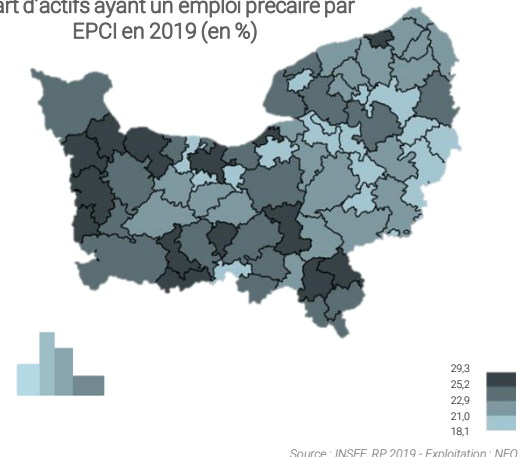 art d'actifs ayant un emploi précaire par
EPCI en 2019 (en %)
29,3
25,2
22,9
21,0
18,1
Source : INSEE, RP 2019 - Exploitation : NEO